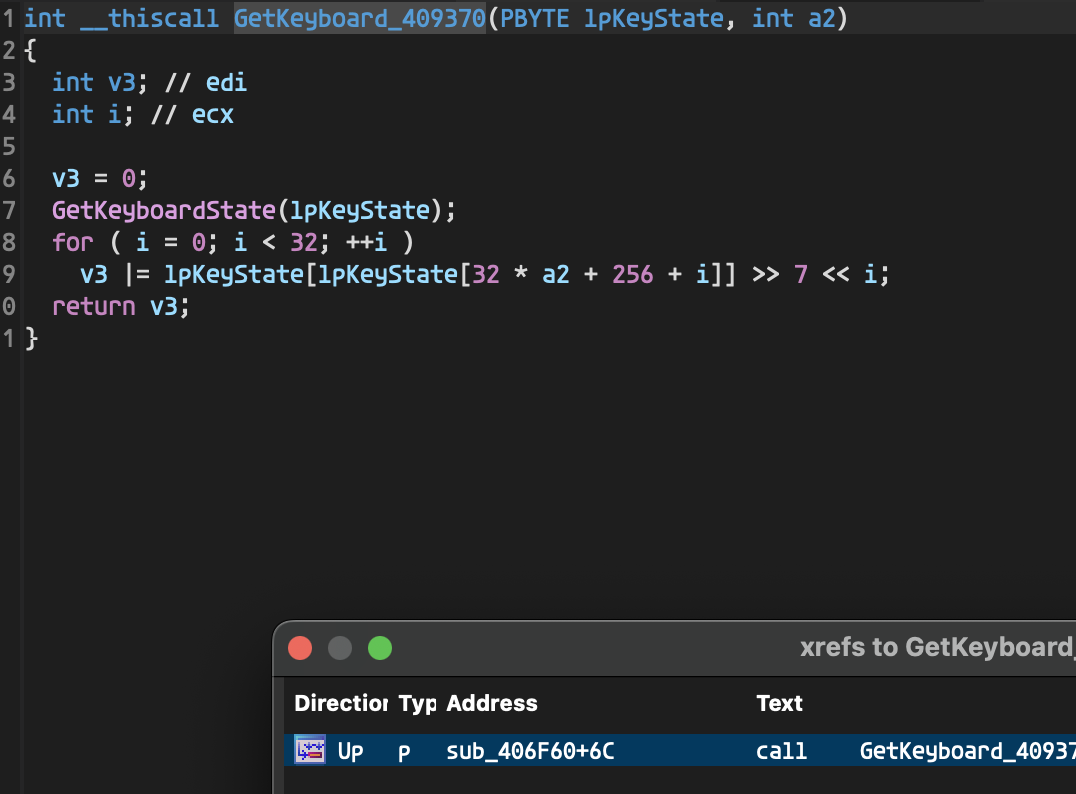 1 int __thiscall GetKeyboard_409370(PBYTE lpKeyState, int a2)
2 {
3   int v3; // edi
4   int i; // ecx
5
6   v3 = 0;
7   GetKeyboardState(lpKeyState);
8   for ( i = 0; i < 32; ++i )
9     v3 |= lpKeyState[lpKeyState[32 * a2 + 256 + i]] >> 7 << i;
0   return v3;
1 }
xrefs to GetKeyboard_
Direction Typ Address Text
Up p sub_406F60+6C call GetKeyboard_40937